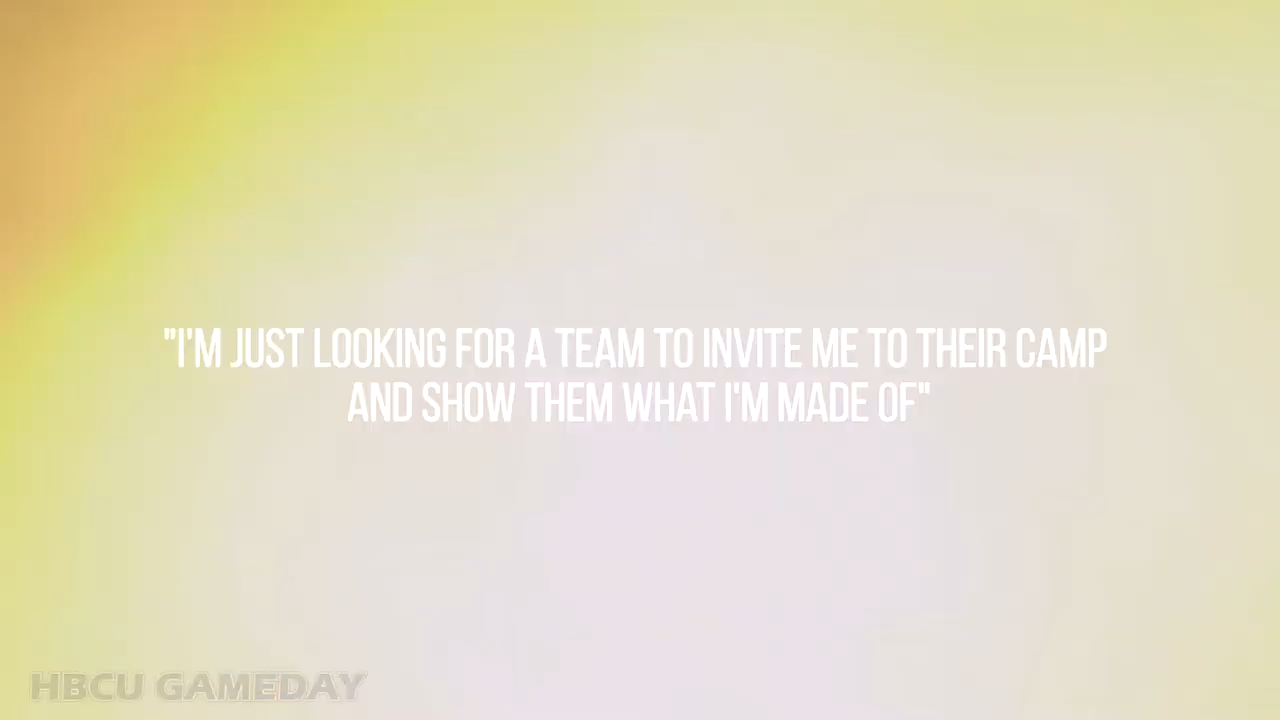 "I'M JUST LOOKING FOR A TEAM TO INVITE ME TO THEIR CAMP
AND SHOW THEM WHAT I'M MADE OF"
HBCU GAMEDAY